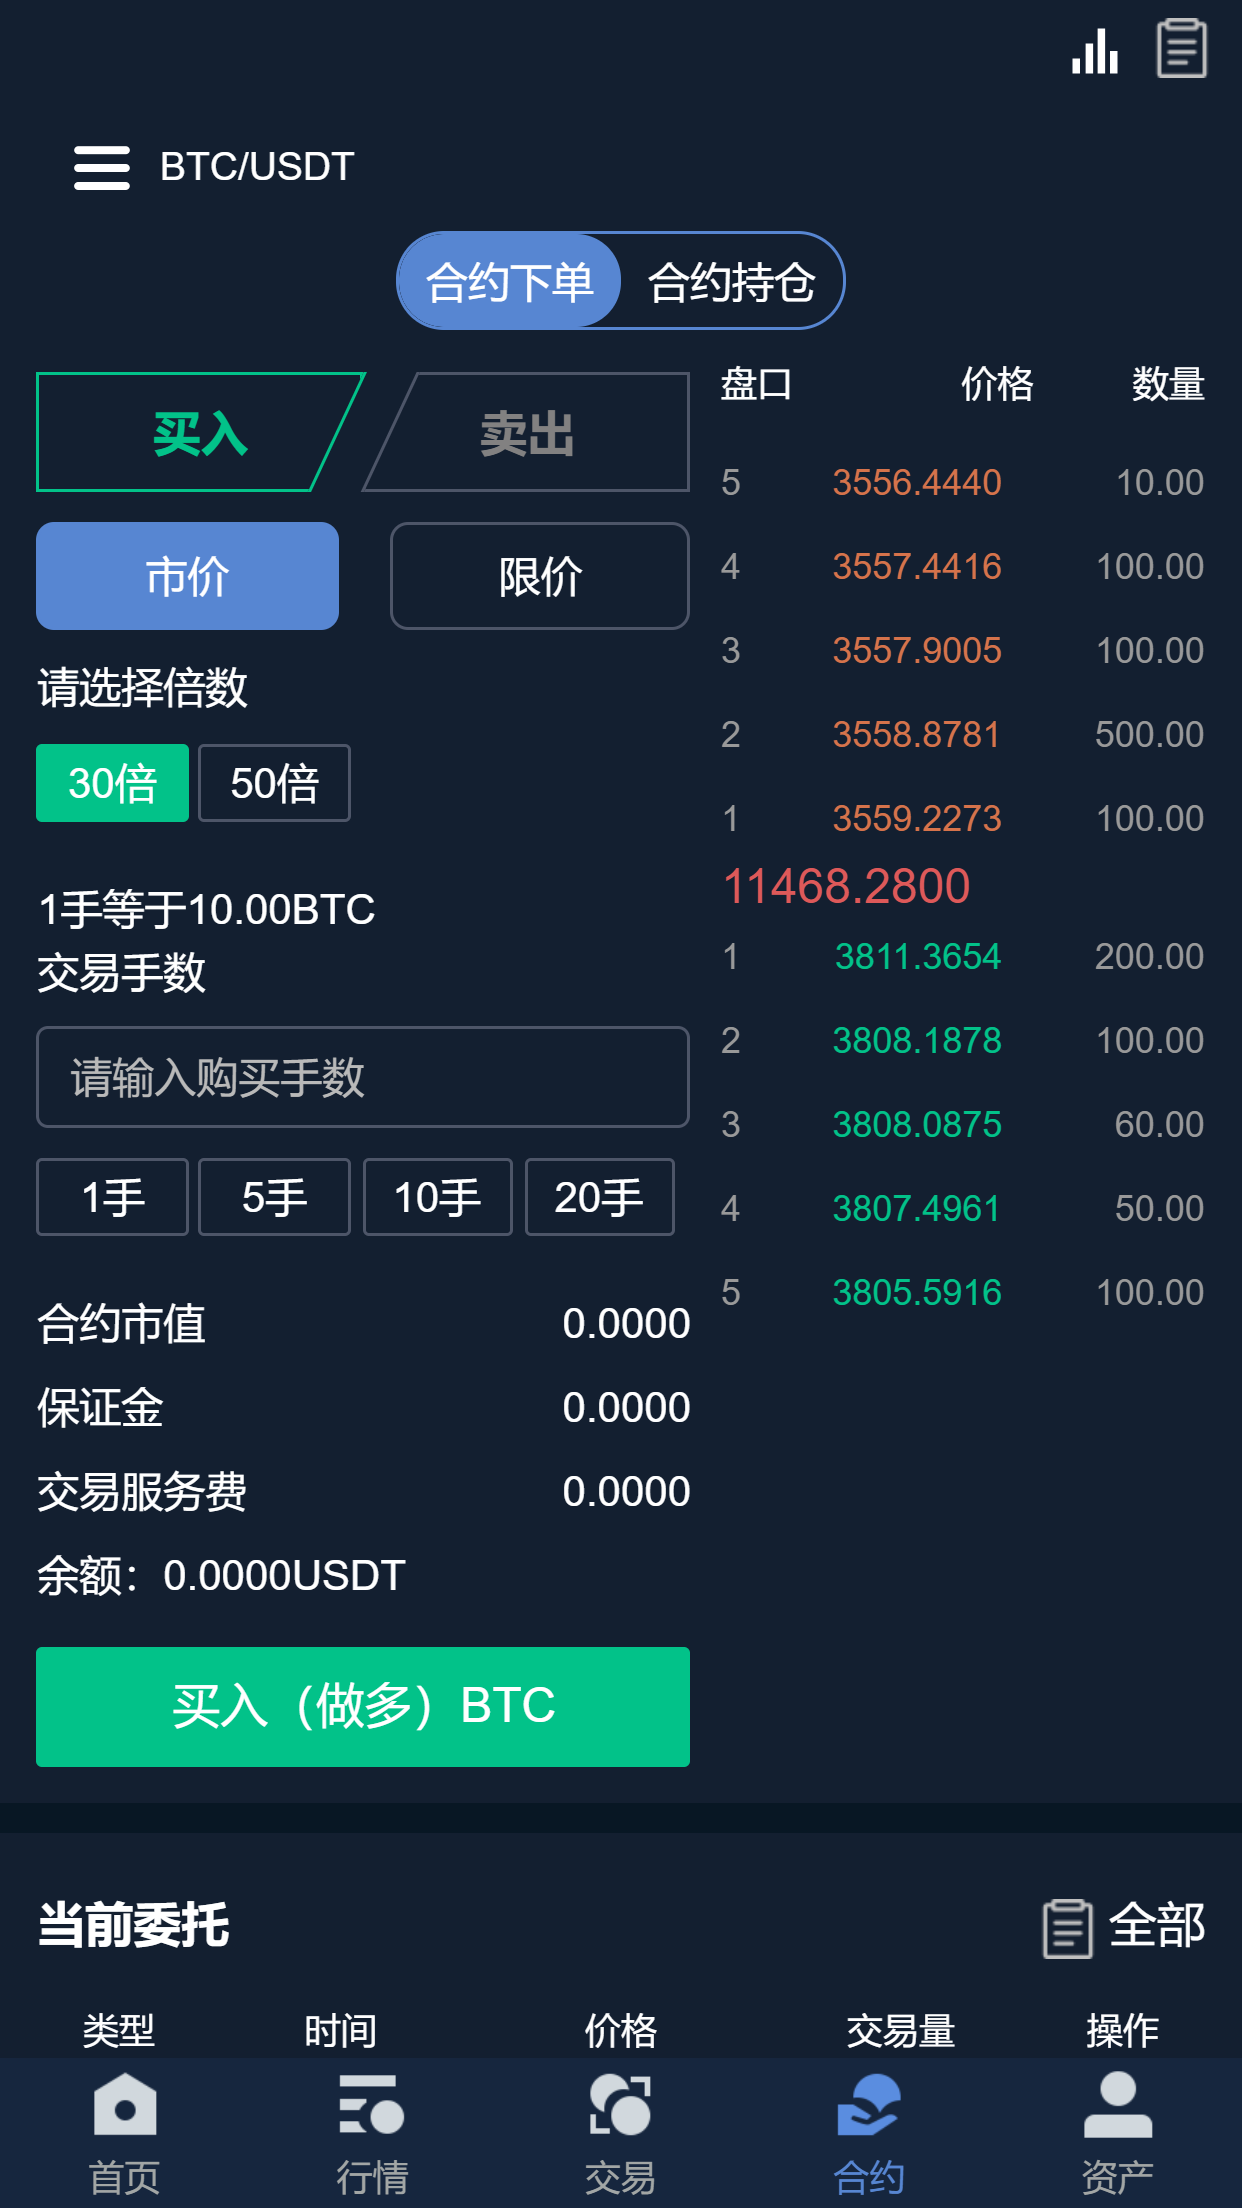 BTC/USDT
合约下单 合约持仓
买入 卖出
市价 限价
请选择倍数
30倍 50倍
1手等于10.00BTC
交易手数
请输入购买手数
1手 5手 10手 20手
合约市值 0.0000
保证金 0.0000
交易服务费 0.0000
余额：0.0000USDT
买入（做多）BTC
盘口 价格 数量
5 3556.4440 10.00
4 3557.4416 100.00
3 3557.9005 100.00
2 3558.8781 500.00
1 3559.2273 100.00
11468.2800
1 3811.3654 200.00
2 3808.1878 100.00
3 3808.0875 60.00
4 3807.4961 50.00
5 3805.5916 100.00
当前委托 全部
类型 时间 价格 交易量 操作
首页 行情 交易 合约 资产